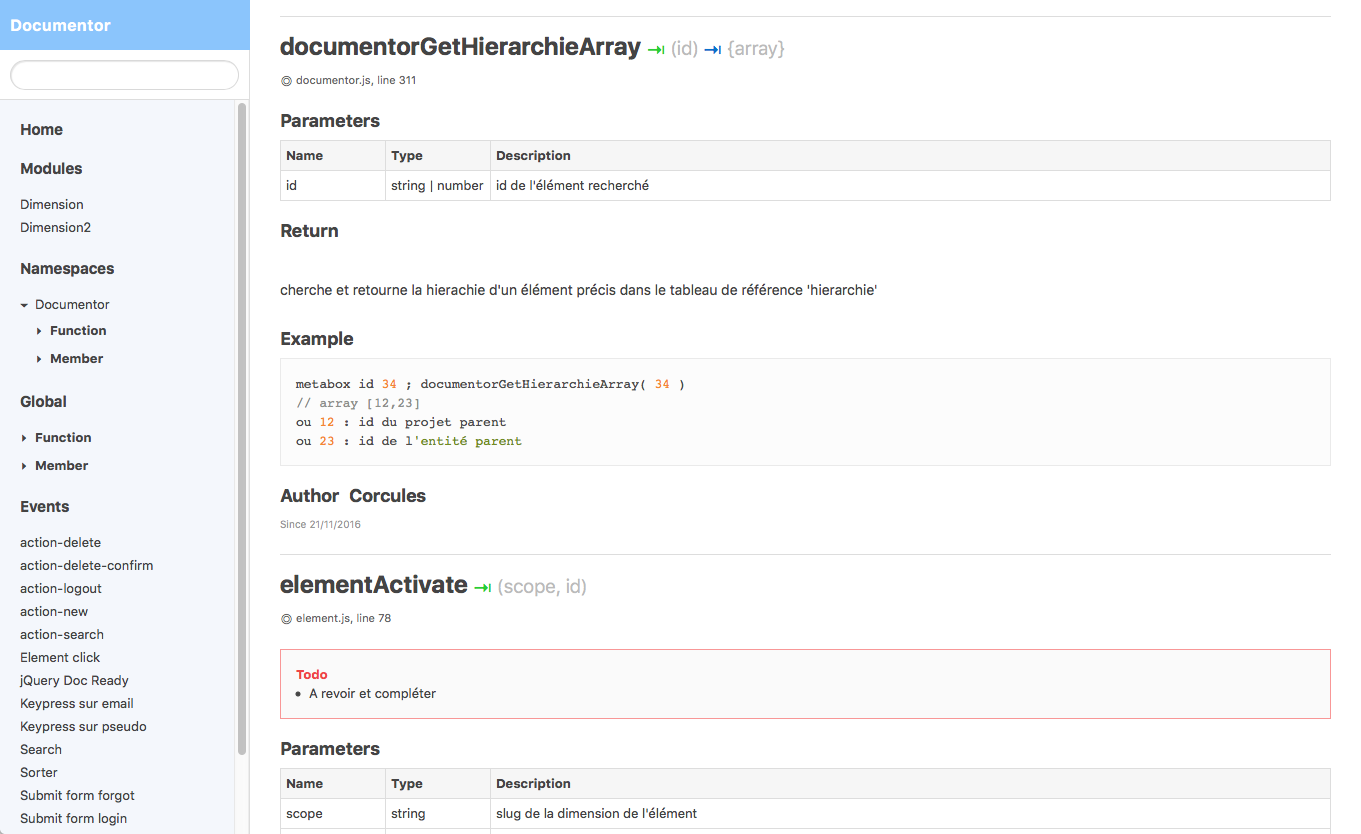 Documentor
Home
Modules
Dimension
Dimension2
Namespaces
Documentor
Function
Member
Global
Function
Member
Events
action-delete
action-delete-confirm
action-logout
action-new
action-search
Element click
jQuery Doc Ready
Keypress sur email
Keypress sur pseudo
Search
Sorter
Submit form forgot
Submit form login
documentorGetHierarchieArray (id) {array}
documentor.js, line 311
Parameters
Name Type Description
id string | number id de l'élément recherché
Return
cherche et retourne la hierachie d'un élément précis dans le tableau de référence 'hierarchie'
Example
metabox id 34 ; documentorGetHierarchieArray( 34 )
// array [12,23]
ou 12 : id du projet parent
ou 23 : id de l'entité parent
Author Corcules
Since 21/11/2016
elementActivate (scope, id)
element.js, line 78
Todo
• A revoir et compléter
Parameters
Name Type Description
scope string slug de la dimension de l'élément